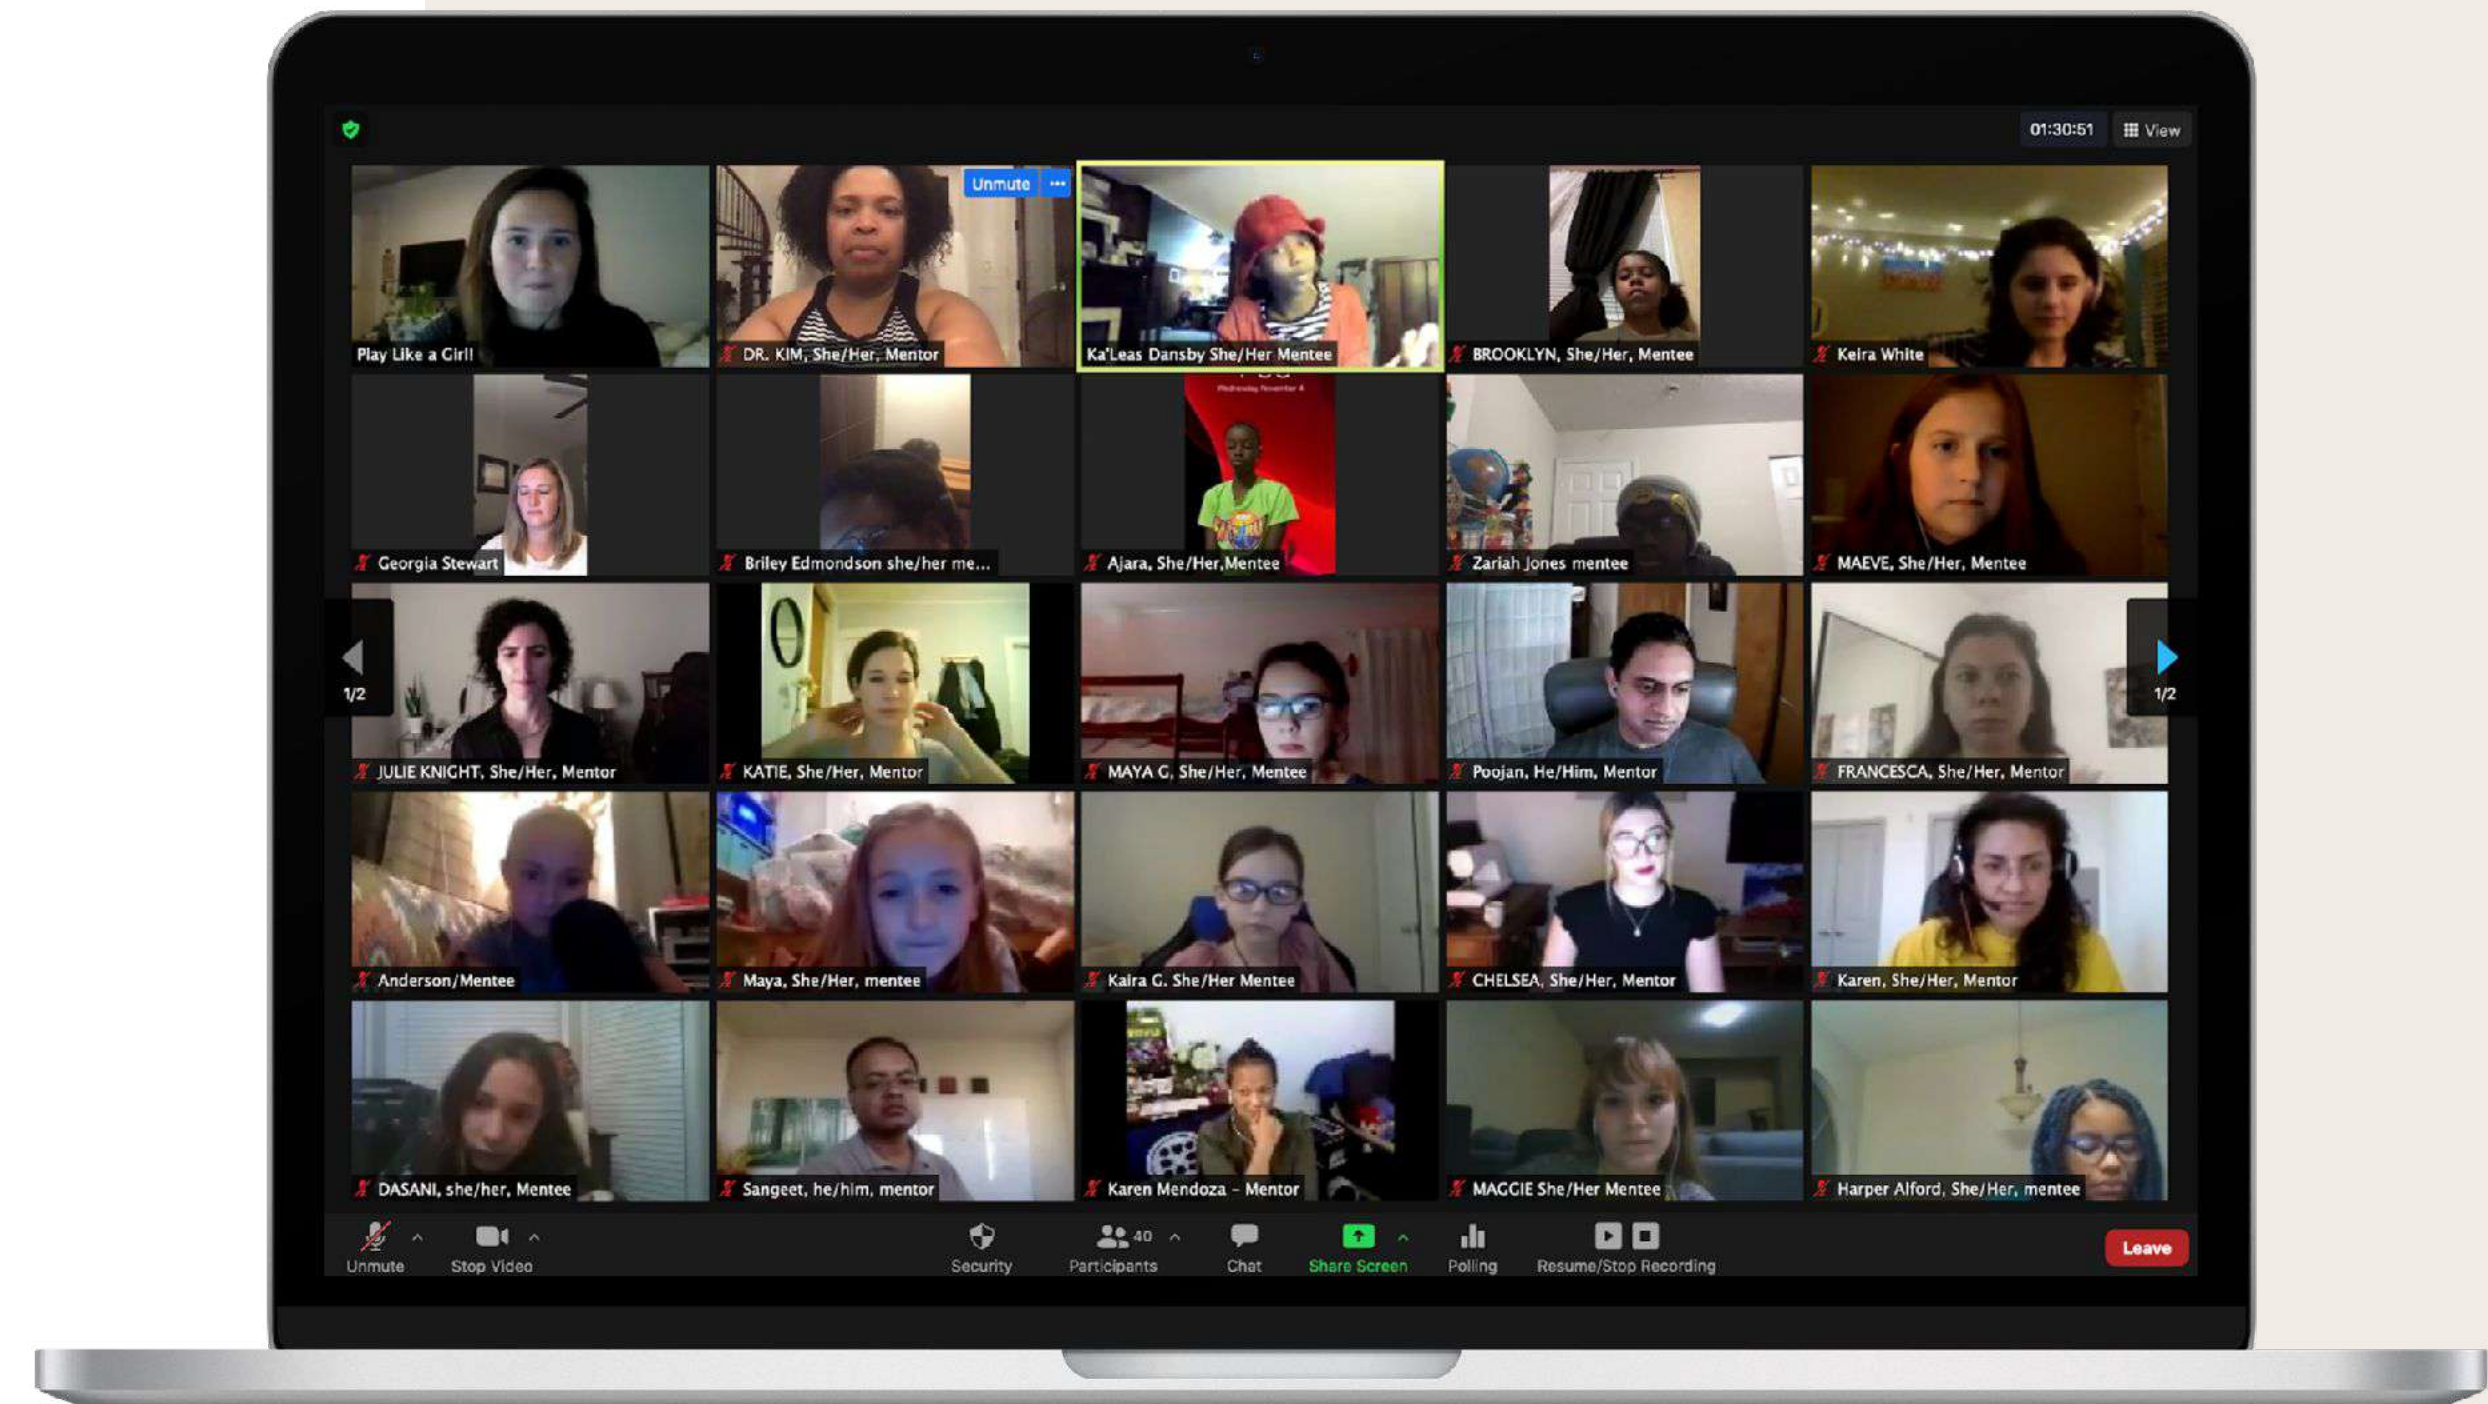 01:30:51 View
Unmute
Play Like a Girl!
DR. KIM, She/Her, Mentor
Ka'Leas Dansby She/Her Mentee
BROOKLYN, She/Her, Mentee
Keira White
Wednesday, November 4
Georgia Stewart
Briley Edmondson she/her me...
Ajara, She/Her,Mentee
Zariah Jones mentee
MAEVE, She/Her, Mentee
1/2
1/2
JULIE KNIGHT, She/Her, Mentor
KATIE, She/Her, Mentor
MAYA G, She/Her, Mentee
Poojan, He/Him, Mentor
FRANCESCA, She/Her, Mentor
Anderson/Mentee
Maya, She/Her, mentee
Kaira G. She/Her Mentee
CHELSEA, She/Her, Mentor
Karen, She/Her, Mentor
DASANI, she/her, Mentee
Sangeet, he/him, mentor
Karen Mendoza - Mentor
MAGGIE She/Her Mentee
Harper Alford, She/Her, mentee
40
Unmute
Stop Video
Security
Participants
Chat
Share Screen
Polling
Resume/Stop Recording
Leave